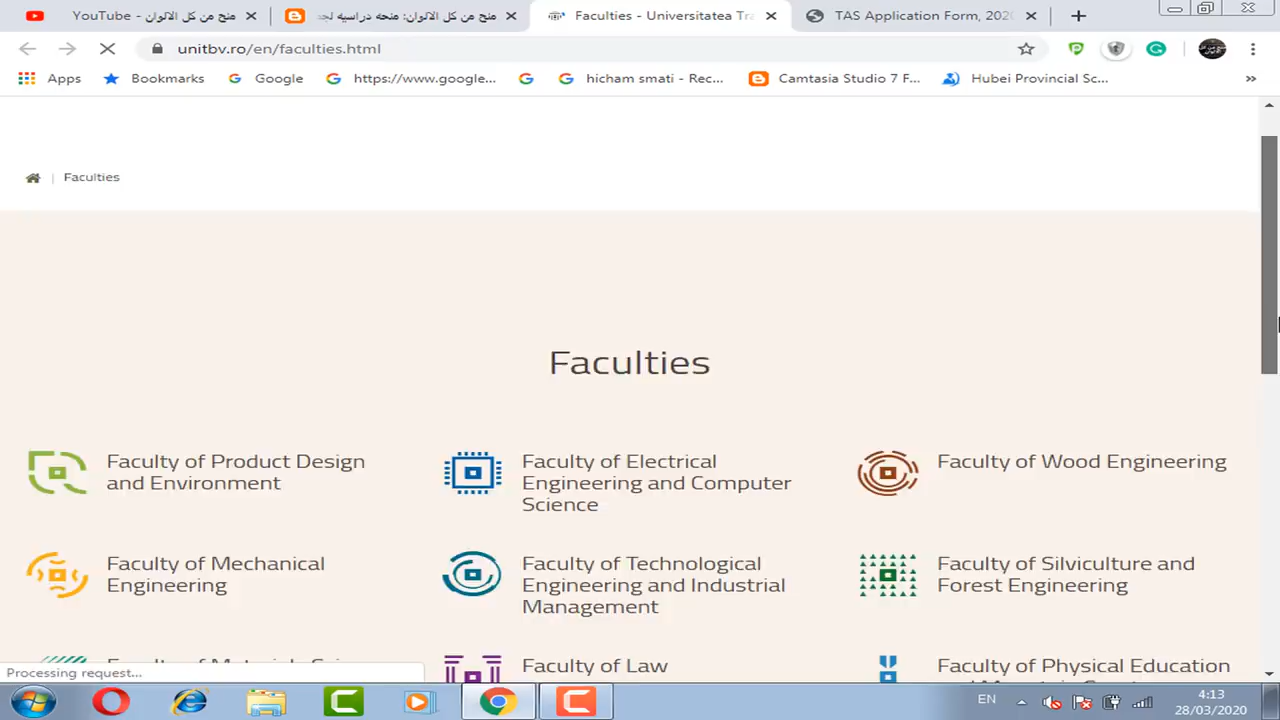 YouTube - منح من كل الالوان
منح من كل الالوان: منحه دراسيه لجد
Faculties - Universitatea Tra
TAS Application Form, 2020
unitbv.ro/en/faculties.html
Apps
Bookmarks
Google
https://www.google...
hicham smati - Rec...
Camtasia Studio 7 F...
Hubei Provincial Sc...
»
Faculties
Faculties
Faculty of Product Design
and Environment
Faculty of Electrical
Engineering and Computer
Science
Faculty of Wood Engineering
Faculty of Mechanical
Engineering
Faculty of Technological
Engineering and Industrial
Management
Faculty of Silviculture and
Forest Engineering
Faculty of Law
Faculty of Physical Education
Processing request...
EN
4:13
28/03/2020